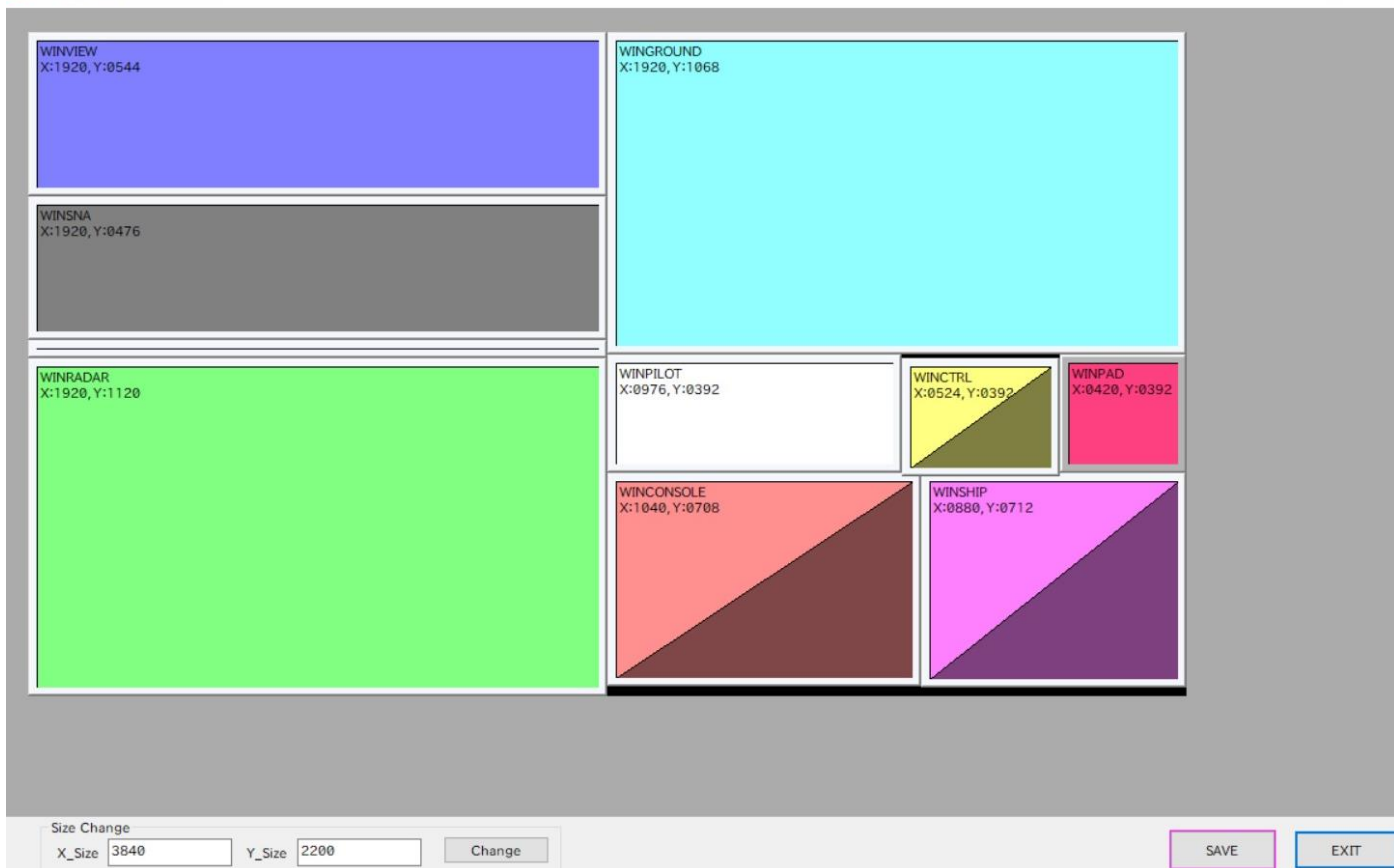 WINVIEW
X:1920,Y:0544
WINGROUND
X:1920,Y:1068
WINSNA
X:1920,Y:0476
WINRADAR
X:1920,Y:1120
WINPILOT
X:0976,Y:0392
WINCTRL
X:0524,Y:0392
WINPAD
X:0420,Y:0392
WINCONSOLE
X:1040,Y:0708
WINSHIP
X:0880,Y:0712
Size Change
X_Size 3840 Y_Size 2200 Change
SAVE EXIT